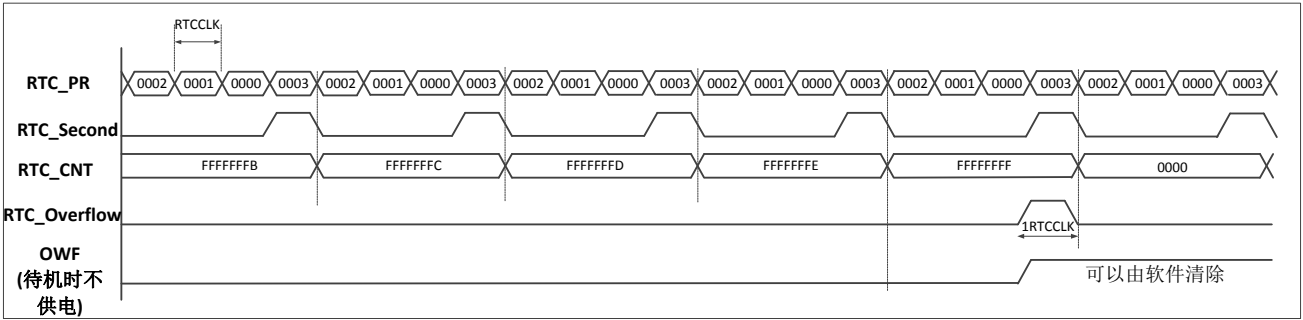 RTCCLK
RTC_PR 0002 0001 0000 0003 0002 0001 0000 0003 0002 0001 0000 0003 0002 0001 0000 0003 0002 0001 0000 0003 0002 0001 0000 0003
RTC_Second
RTC_CNT FFFFFFFB FFFFFFFC FFFFFFFD FFFFFFFE FFFFFFFF 0000
RTC_Overflow
1RTCCLK
OWF
(待机时不
供电)
可以由软件清除